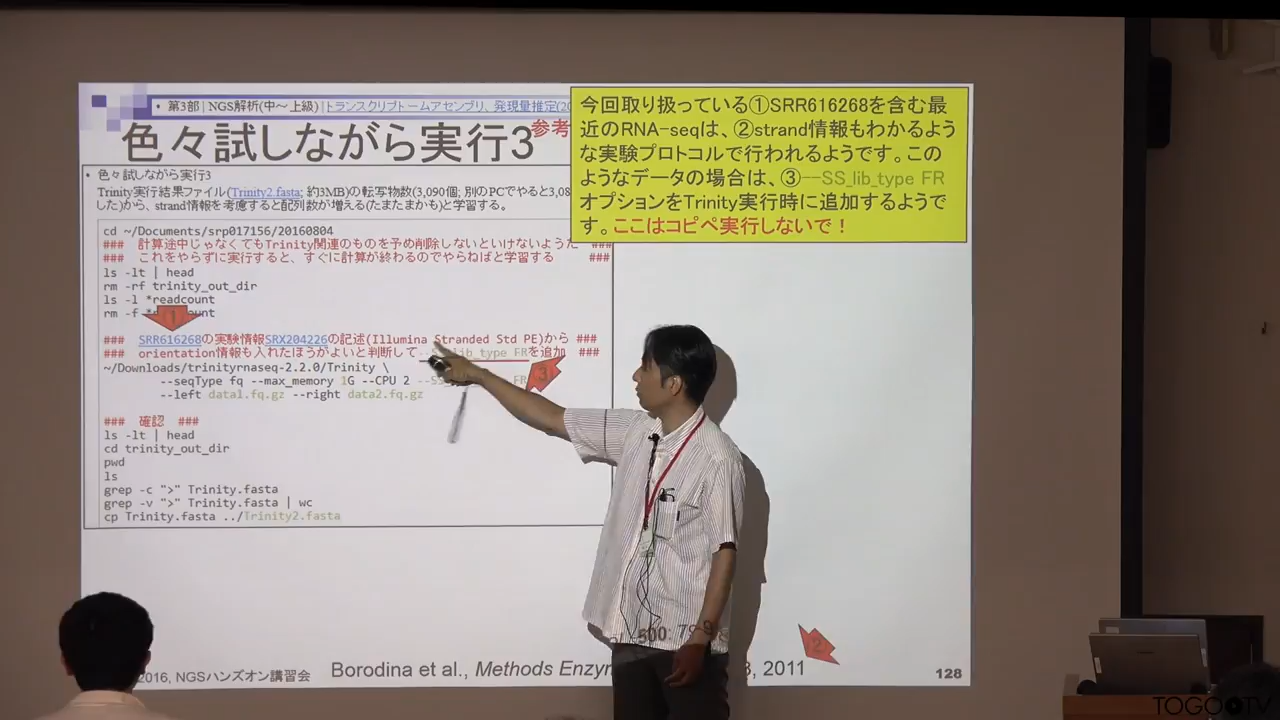 • 第3部 | NGS解析(中～上級) | トランスクリプトームアセンブリ、発現量推定(20
色々試しながら実行3
参考
今回取り扱っている①SRR616268を含む最
近のRNA-seqは、②strand情報もわかるよう
な実験プロトコルで行われるようです。この
ようなデータの場合は、③--SS_lib_type FR
オプションをTrinity実行時に追加するようで
す。ここはコピペ実行しないで！
• 色々試しながら実行3
Trinity実行結果ファイル(Trinity2.fasta; 約3MB)の転写物数(3,090個; 別のPCでやると3,08
した)から、strand情報を考慮すると配列数が増える(たまたまかも)と学習する。
cd ~/Documents/srp017156/20160804
### 計算途中じゃなくてもTrinity関連のものを予め削除しないといけないようだ ###
### これをやらずに実行すると、すぐに計算が終わるのでやらねばと学習する ###
ls -lt | head
rm -rf trinity_out_dir
ls -l *readcount
rm -f ount
①
### SRR616268の実験情報SRX204226の記述(Illumina Stranded Std PE)から ###
### orientation情報も入れたほうがよいと判断して lib_type FRを追加 ###
~/Downloads/trinityrnaseq-2.2.0/Trinity \
--seqType fq --max_memory 1G --CPU 2 --SS FR
③
--left data1.fq.gz --right data2.fq.gz
### 確認 ###
ls -lt | head
cd trinity_out_dir
pwd
ls
grep -c ">" Trinity.fasta
grep -v ">" Trinity.fasta | wc
cp Trinity.fasta ../Trinity2.fasta
②
2016, NGSハンズオン講習会
Borodina et al., Methods Enzym 500: 79-98, 2011
128
TOGOTV